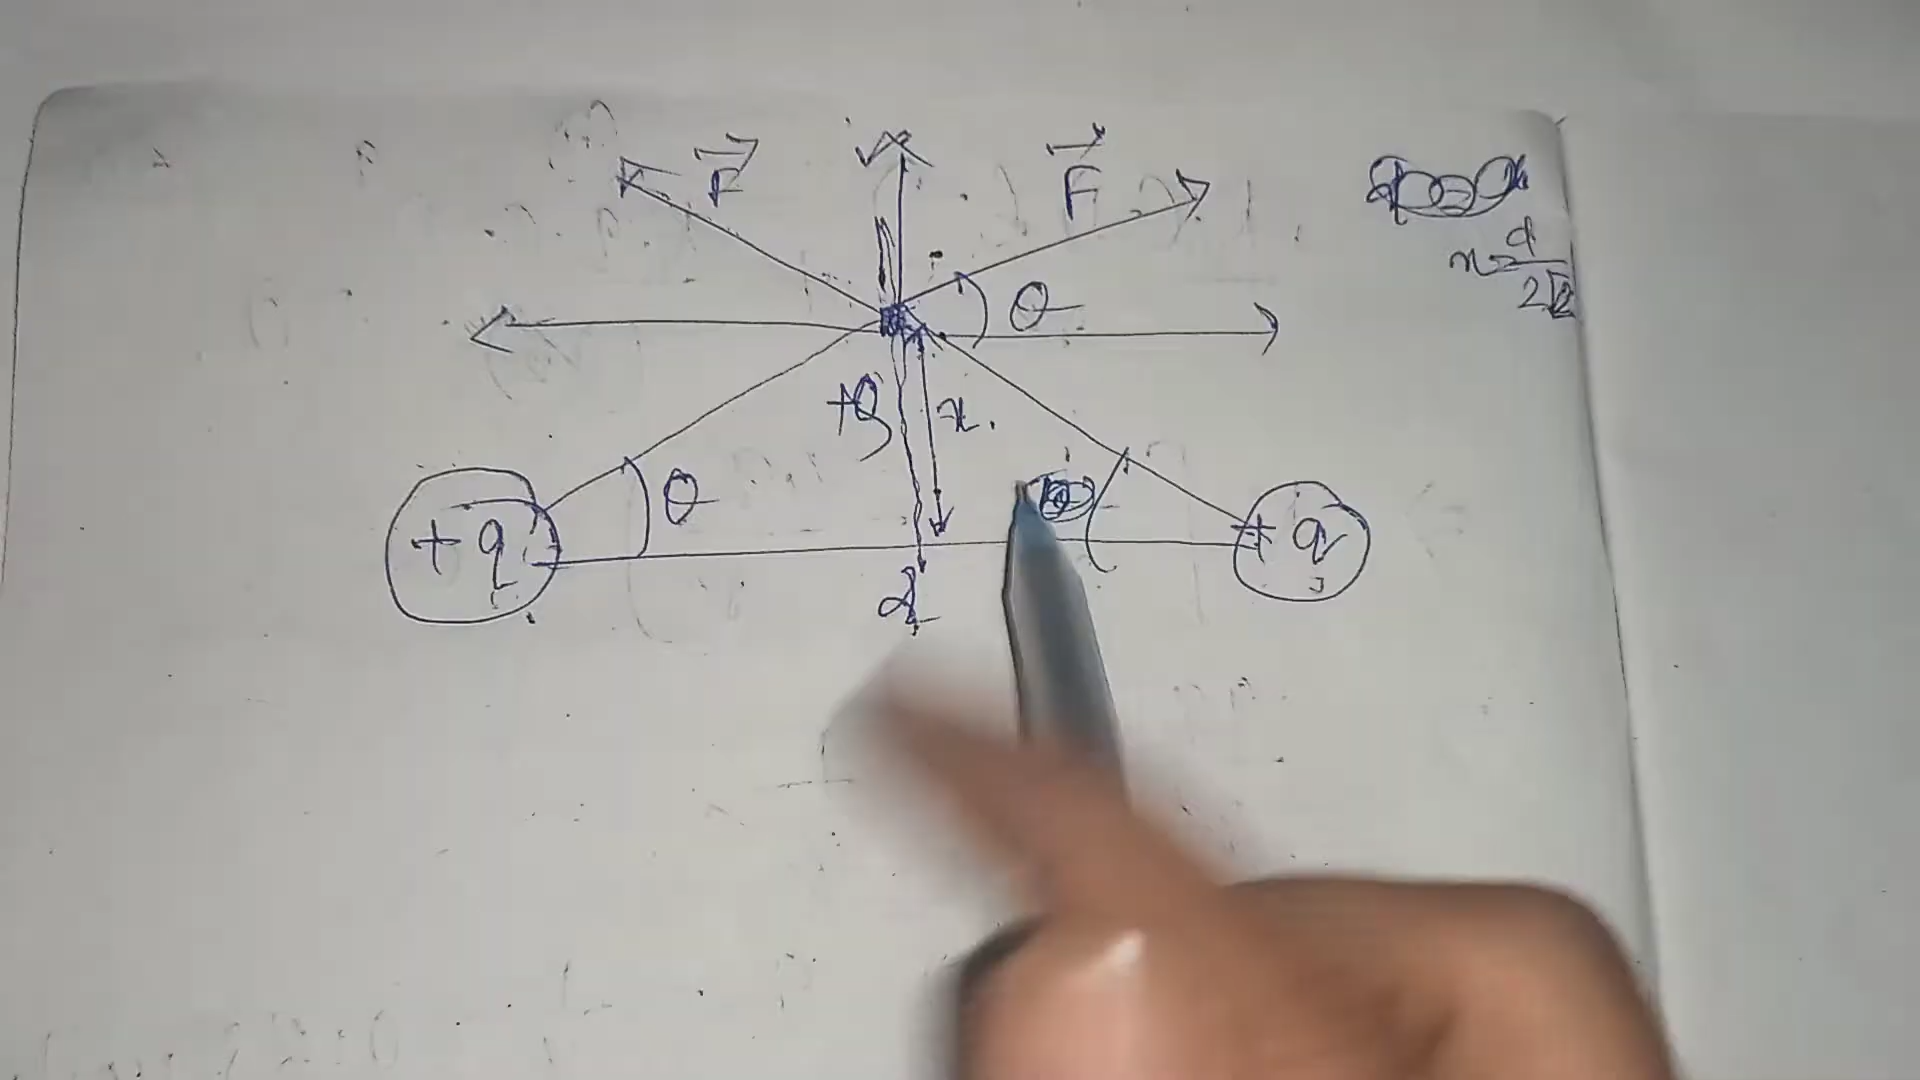 F
F
θ
+Q
x.
θ
θ
+q
+q
d
x = d/2√2